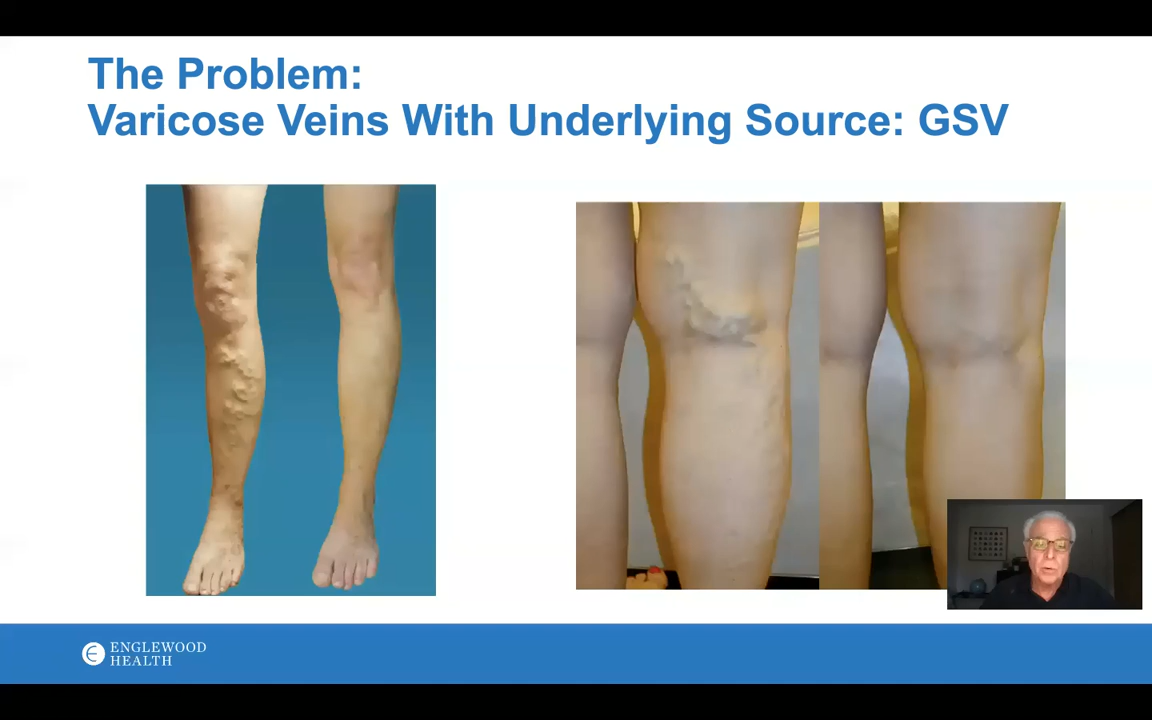 The Problem:
Varicose Veins With Underlying Source: GSV
ENGLEWOOD
HEALTH